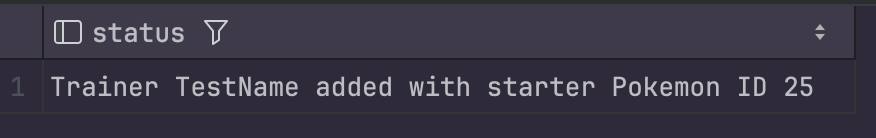 status
1 Trainer TestName added with starter Pokemon ID 25